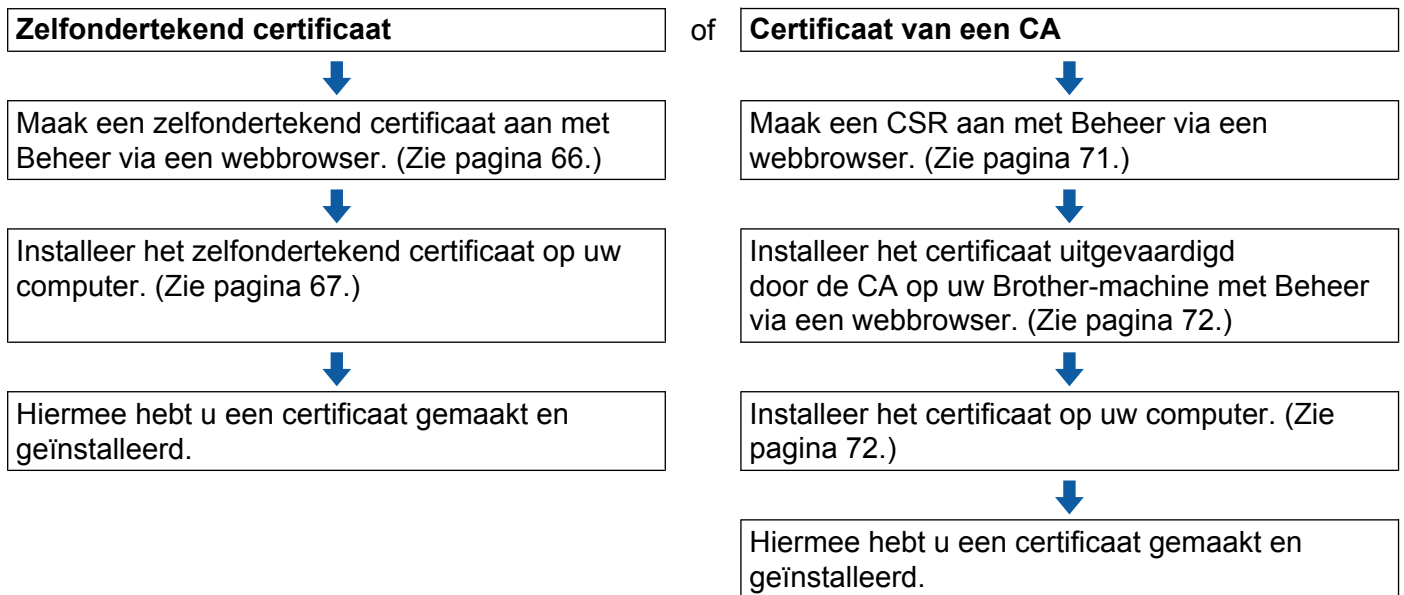 Zelfondertekend certificaat
of
Certificaat van een CA
Maak een zelfondertekend certificaat aan met
Beheer via een webbrowser. (Zie pagina 66.)
Maak een CSR aan met Beheer via een
webbrowser. (Zie pagina 71.)
Installeer het zelfondertekend certificaat op uw
computer. (Zie pagina 67.)
Installeer het certificaat uitgevaardigd
door de CA op uw Brother-machine met Beheer
via een webbrowser. (Zie pagina 72.)
Hiermee hebt u een certificaat gemaakt en
geïnstalleerd.
Installeer het certificaat op uw computer. (Zie
pagina 72.)
Hiermee hebt u een certificaat gemaakt en
geïnstalleerd.